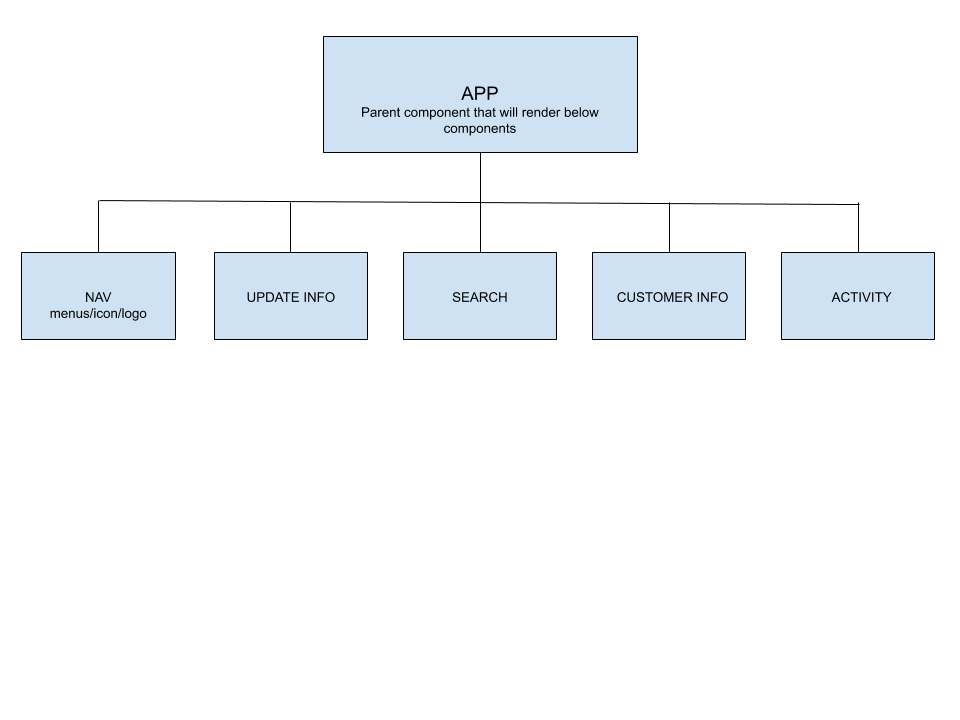 APP
Parent component that will render below
components
NAV
menus/icon/logo
UPDATE INFO
SEARCH
CUSTOMER INFO
ACTIVITY